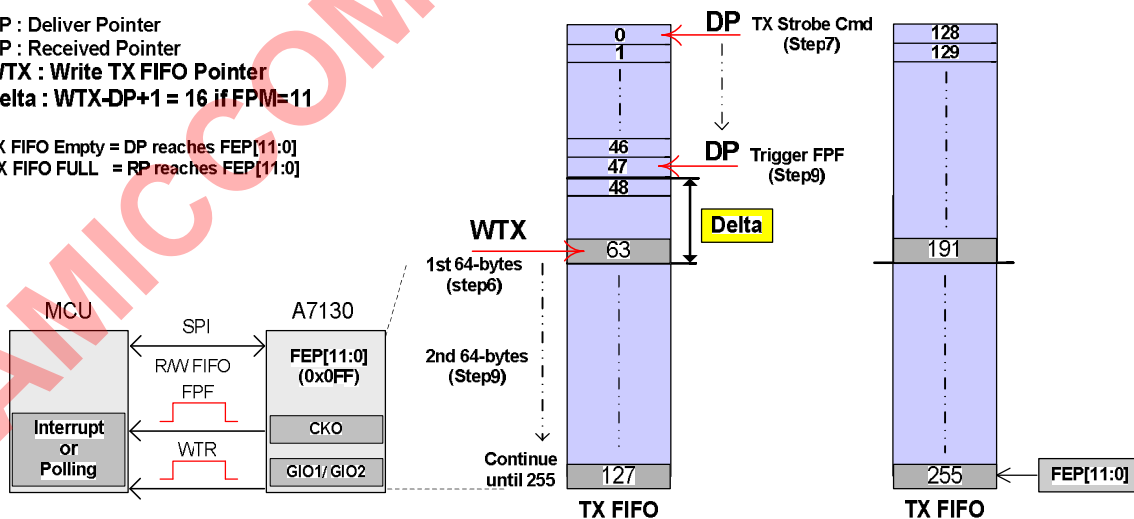 P : Deliver Pointer
P : Received Pointer
WTX : Write TX FIFO Pointer
elta : WTX-DP+1 = 16 if FPM=11
X FIFO Empty = DP reaches FEP[11:0]
X FIFO FULL = RP reaches FEP[11:0]
AMICCOM
0
1
46
47
48
63
127
TX FIFO
DP
TX Strobe Cmd
(Step7)
DP
Trigger FPF
(Step9)
Delta
WTX
1st 64-bytes
(step6)
2nd 64-bytes
(Step9)
Continue
until 255
128
129
191
255
TX FIFO
FEP[11:0]
MCU
Interrupt
or
Polling
SPI
R/W FIFO
FPF
WTR
A7130
FEP[11:0]
(0x0FF)
CKO
GIO1/ GIO2